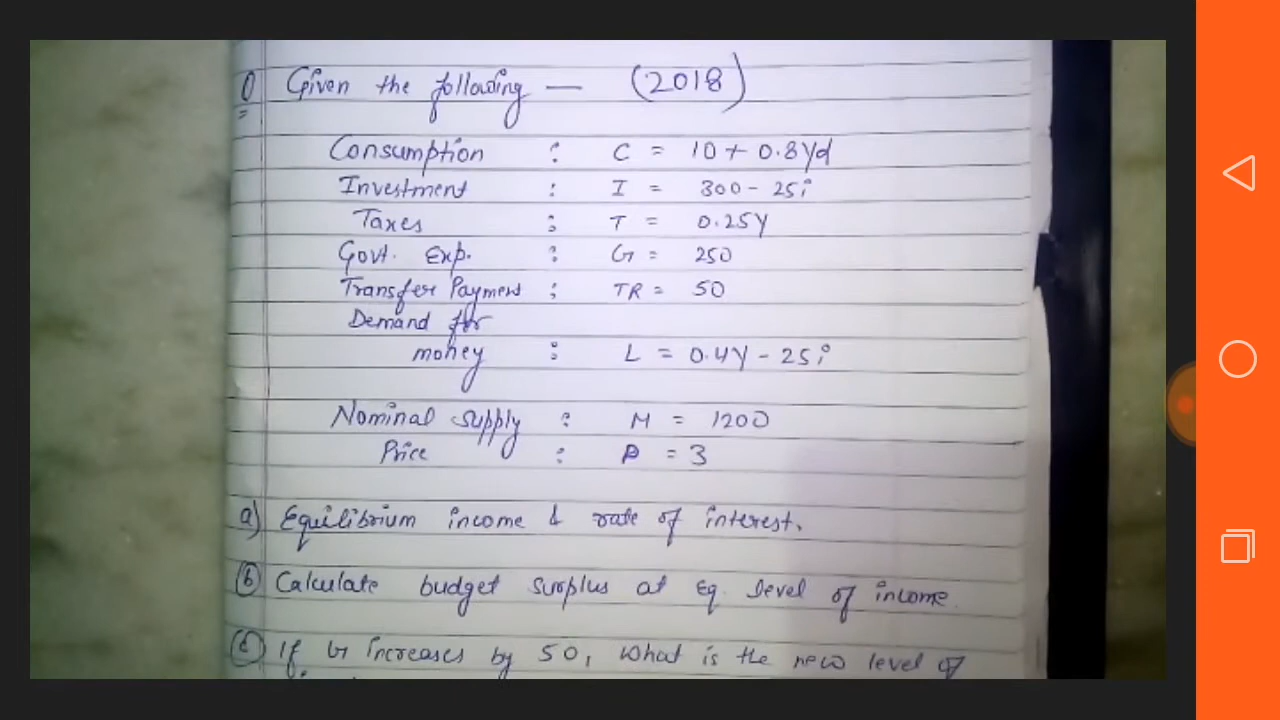 Q Given the following — (2018)
Consumption : C = 10 + 0.8Yd
Investment : I = 300 - 25i
Taxes : T = 0.25Y
Govt. Exp. : G = 250
Transfer Payment : TR = 50
Demand for
money : L = 0.4Y - 25i
Nominal supply : M = 1200
Price : P = 3
a) Equilibrium income & rate of interest.
b) Calculate budget surplus at Eq. level of income.
c) If G increases by 50, what is the new level of